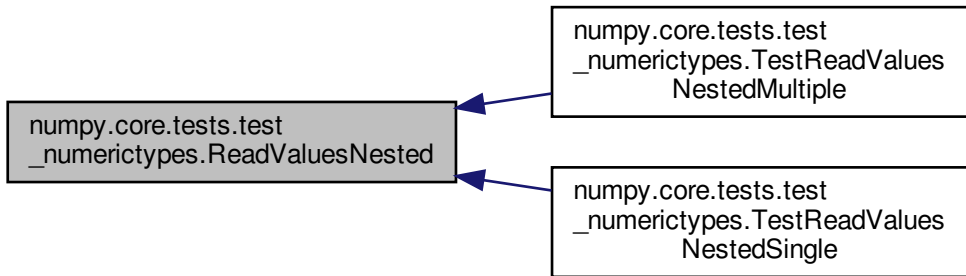 numpy.core.tests.test
_numerictypes.ReadValuesNested
numpy.core.tests.test
_numerictypes.TestReadValues
NestedMultiple
numpy.core.tests.test
_numerictypes.TestReadValues
NestedSingle